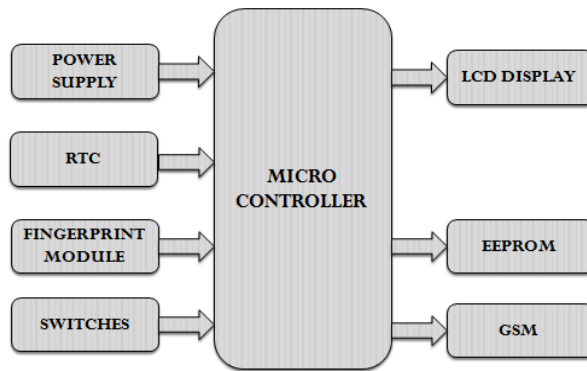 POWER
SUPPLY
RTC
FINGERPRINT
MODULE
SWITCHES
MICRO
CONTROLLER
LCD DISPLAY
EEPROM
GSM